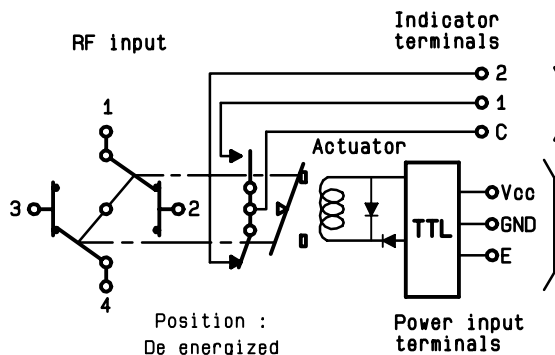 Indicator
terminals
RF input
2
1
C
1
Actuator
3
2
TTL
Vcc
GND
E
4
Position :
De energized
Power input
terminals